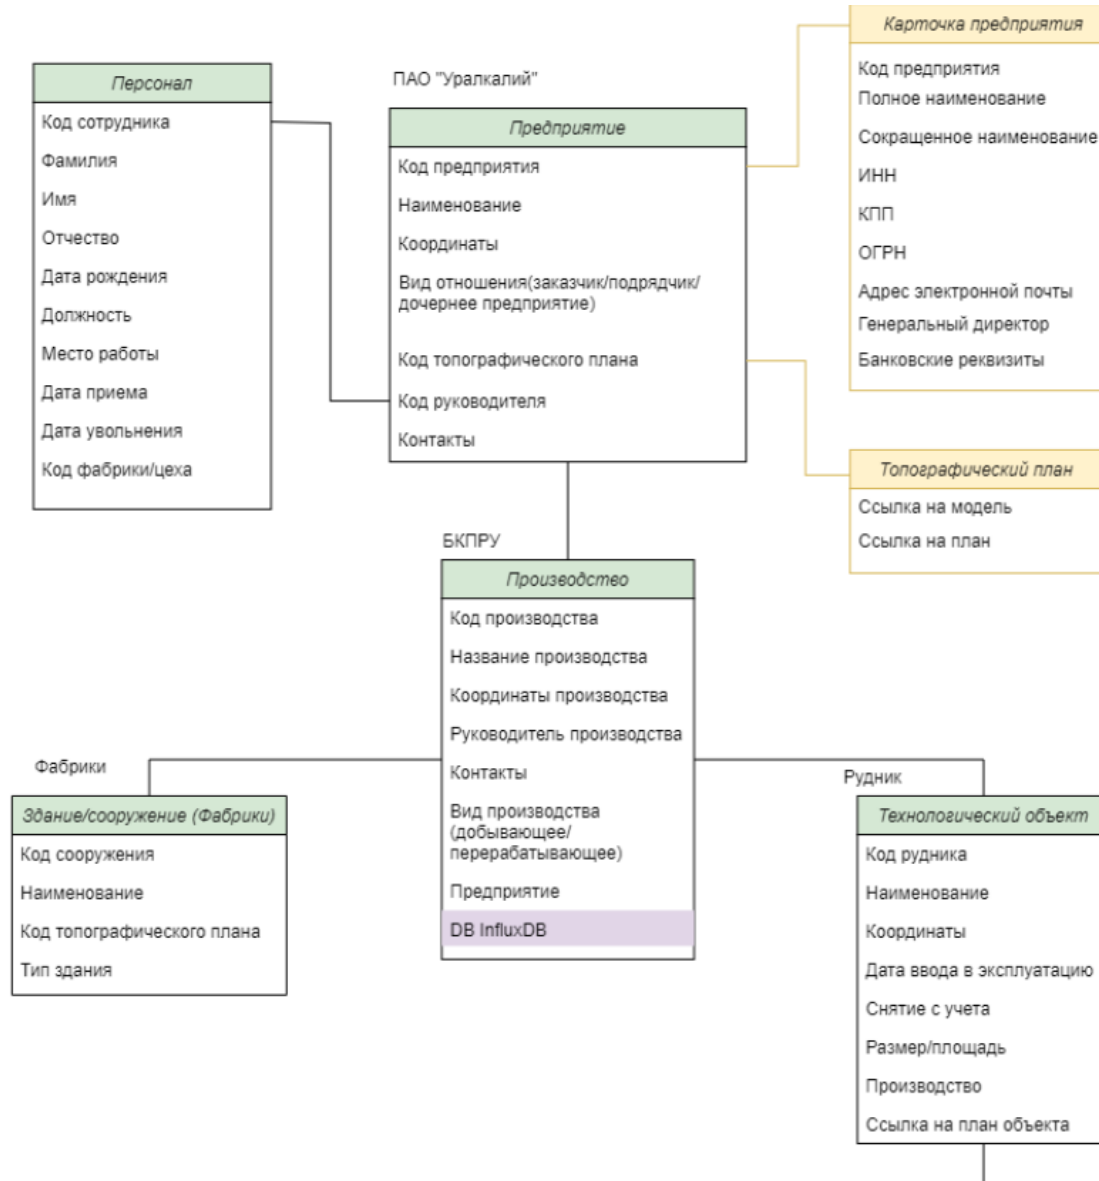 Карточка предприятия
Код предприятия
Полное наименование
Сокращенное наименование
ИНН
КПП
ОГРН
Адрес электронной почты
Генеральный директор
Банковские реквизиты
Персонал
Код сотрудника
Фамилия
Имя
Отчество
Дата рождения
Должность
Место работы
Дата приема
Дата увольнения
Код фабрики/цеха
ПАО "Уралкалий"
Предприятие
Код предприятия
Наименование
Координаты
Вид отношения(заказчик/подрядчик/
дочернее предприятие)
Код топографического плана
Код руководителя
Контакты
Топографический план
Ссылка на модель
Ссылка на план
БКПРУ
Производство
Код производства
Название производства
Координаты производства
Руководитель производства
Контакты
Вид производства
(добывающее/
перерабатывающее)
Предприятие
DB InfluxDB
Фабрики
Здание/сооружение (Фабрики)
Код сооружения
Наименование
Код топографического плана
Тип здания
Рудник
Технологический объект
Код рудника
Наименование
Координаты
Дата ввода в эксплуатацию
Снятие с учета
Размер/площадь
Производство
Ссылка на план объекта